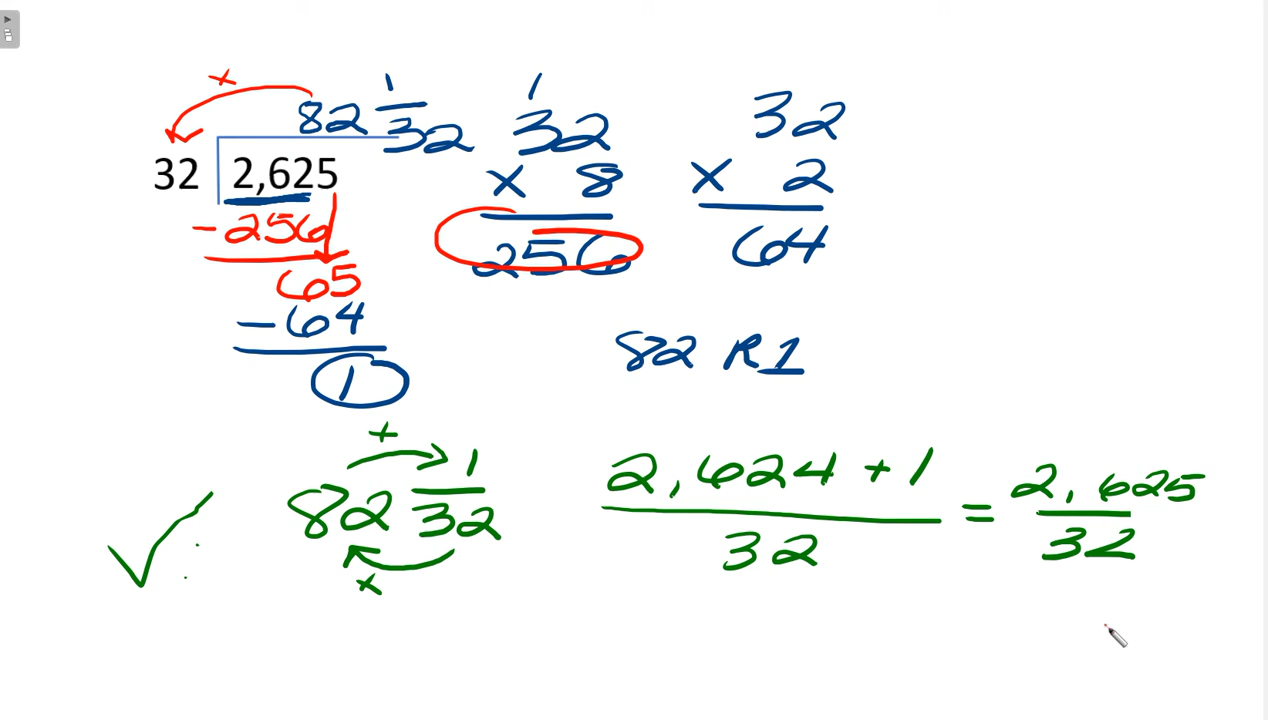 x
82 1/32
32 2,625
- 256
65
- 64
1
1
32
x 8
256
32
x 2
64
82 R1
+
82 1/32
x
2,624 + 1 / 32 = 2,625 / 32